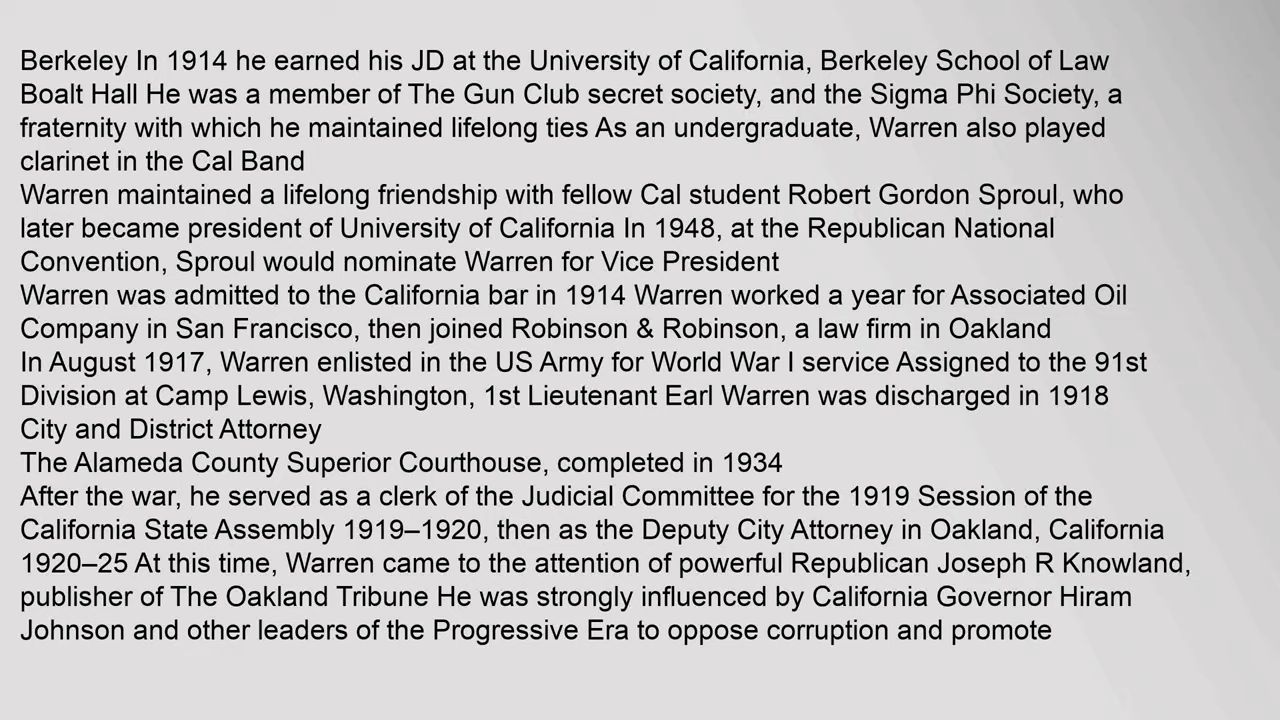 Berkeley In 1914 he earned his JD at the University of California, Berkeley School of Law
Boalt Hall He was a member of The Gun Club secret society, and the Sigma Phi Society, a
fraternity with which he maintained lifelong ties As an undergraduate, Warren also played
clarinet in the Cal Band
Warren maintained a lifelong friendship with fellow Cal student Robert Gordon Sproul, who
later became president of University of California In 1948, at the Republican National
Convention, Sproul would nominate Warren for Vice President
Warren was admitted to the California bar in 1914 Warren worked a year for Associated Oil
Company in San Francisco, then joined Robinson & Robinson, a law firm in Oakland
In August 1917, Warren enlisted in the US Army for World War I service Assigned to the 91st
Division at Camp Lewis, Washington, 1st Lieutenant Earl Warren was discharged in 1918
City and District Attorney
The Alameda County Superior Courthouse, completed in 1934
After the war, he served as a clerk of the Judicial Committee for the 1919 Session of the
California State Assembly 1919–1920, then as the Deputy City Attorney in Oakland, California
1920–25 At this time, Warren came to the attention of powerful Republican Joseph R Knowland,
publisher of The Oakland Tribune He was strongly influenced by California Governor Hiram
Johnson and other leaders of the Progressive Era to oppose corruption and promote